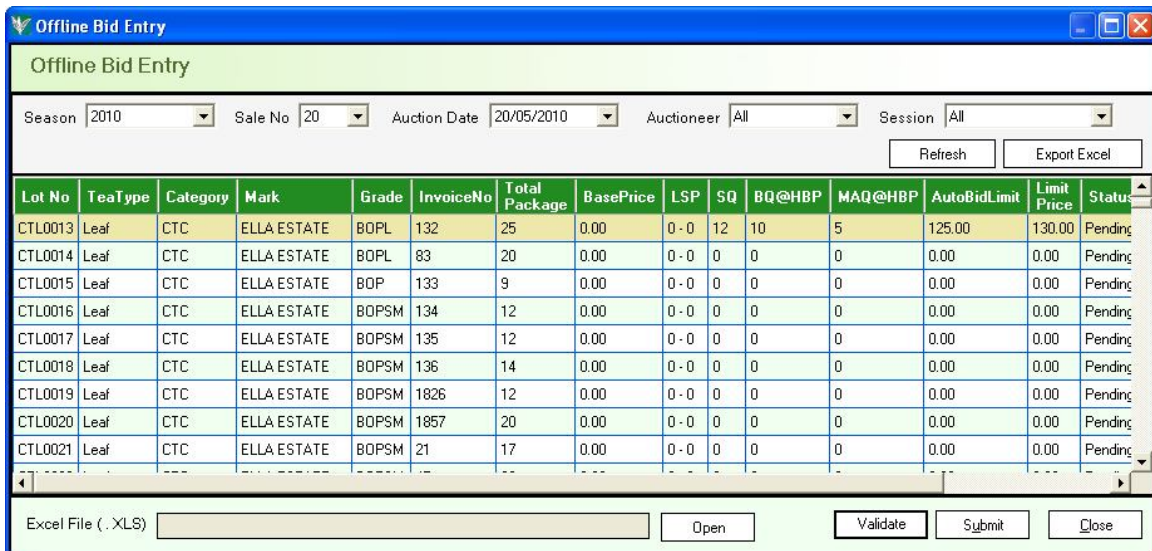 Offline Bid Entry
Offline Bid Entry
Season 2010 Sale No 20 Auction Date 20/05/2010 Auctioneer All Session All
Refresh Export Excel
Lot No TeaType Category Mark Grade InvoiceNo Total Package BasePrice LSP SQ BQ@HBP MAQ@HBP AutoBidLimit Limit Price Status
CTL0013 Leaf CTC ELLA ESTATE BOPL 132 25 0.00 0 - 0 12 10 5 125.00 130.00 Pending
CTL0014 Leaf CTC ELLA ESTATE BOPL 83 20 0.00 0 - 0 0 0 0 0.00 0.00 Pending
CTL0015 Leaf CTC ELLA ESTATE BOP 133 9 0.00 0 - 0 0 0 0 0.00 0.00 Pending
CTL0016 Leaf CTC ELLA ESTATE BOPSM 134 12 0.00 0 - 0 0 0 0 0.00 0.00 Pending
CTL0017 Leaf CTC ELLA ESTATE BOPSM 135 12 0.00 0 - 0 0 0 0 0.00 0.00 Pending
CTL0018 Leaf CTC ELLA ESTATE BOPSM 136 14 0.00 0 - 0 0 0 0 0.00 0.00 Pending
CTL0019 Leaf CTC ELLA ESTATE BOPSM 1826 12 0.00 0 - 0 0 0 0 0.00 0.00 Pending
CTL0020 Leaf CTC ELLA ESTATE BOPSM 1857 20 0.00 0 - 0 0 0 0 0.00 0.00 Pending
CTL0021 Leaf CTC ELLA ESTATE BOPSM 21 17 0.00 0 - 0 0 0 0 0.00 0.00 Pending
Excel File ( . XLS) Open Validate Submit Close